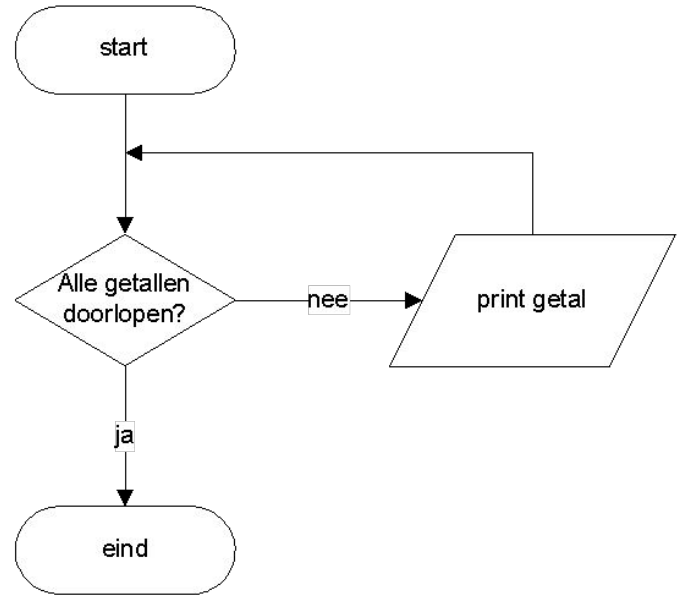 start
Alle getallen
doorlopen?
nee
print getal
ja
eind